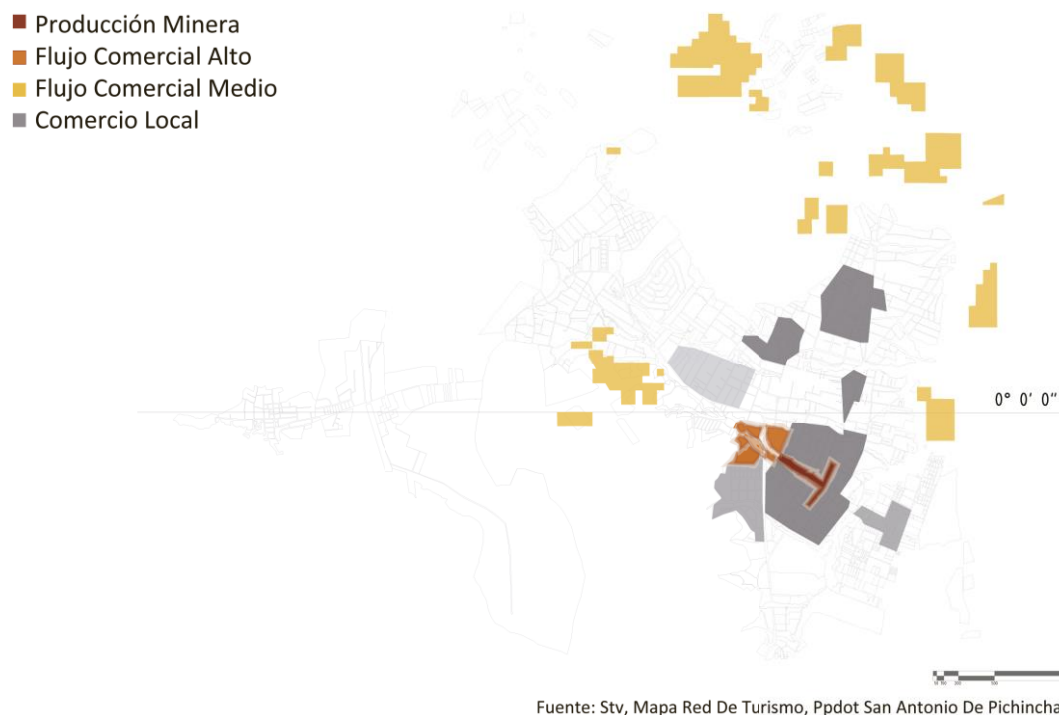 Producción Minera
Flujo Comercial Alto
Flujo Comercial Medio
Comercio Local
0° 0' 0"
Fuente: Stv, Mapa Red De Turismo, Ppdot San Antonio De Pichincha